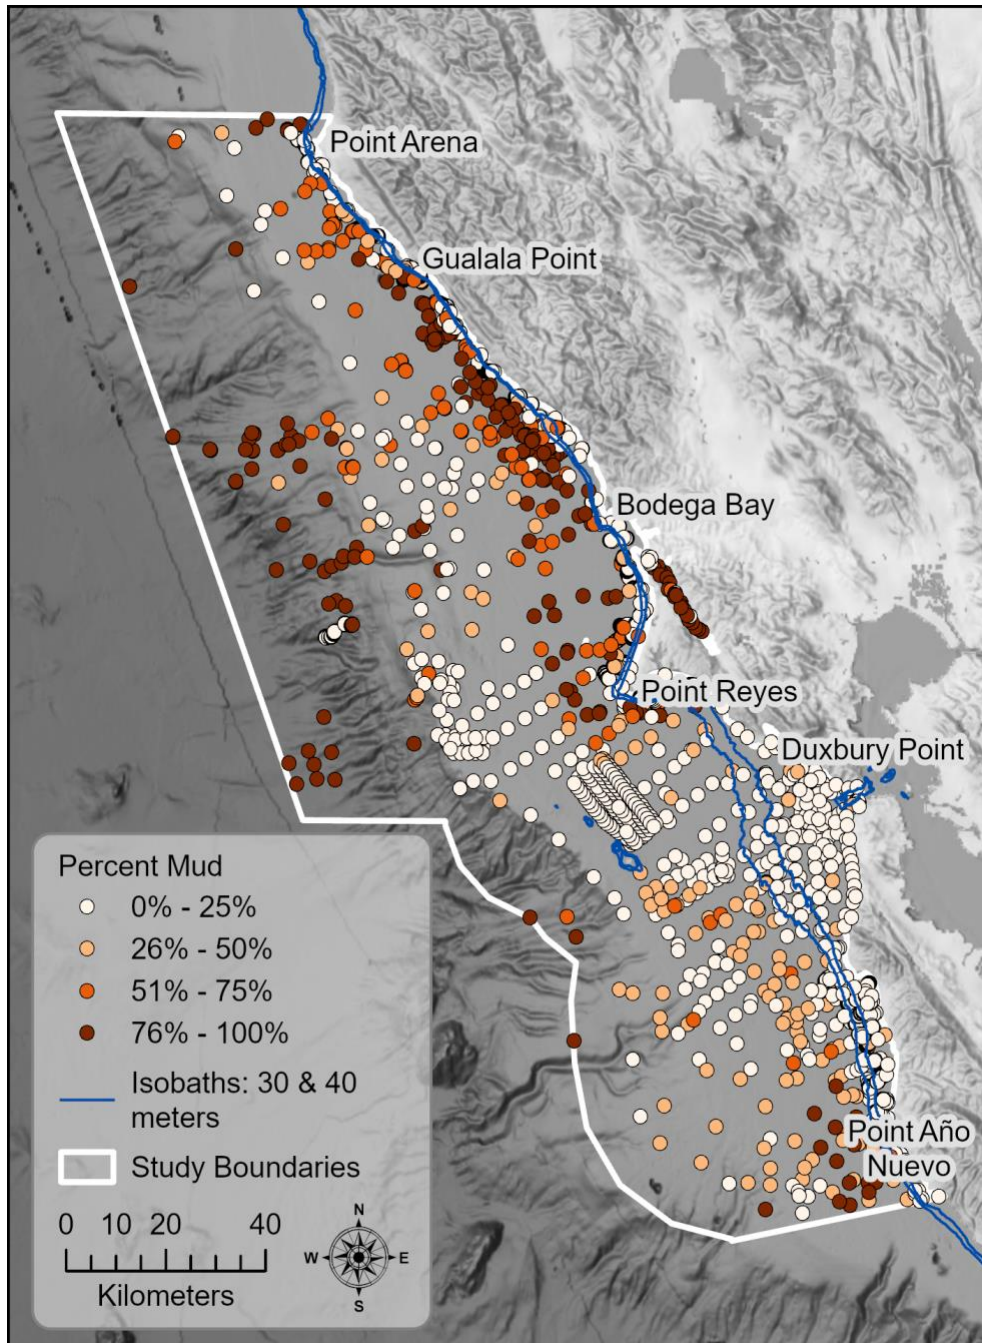 Point Arena
Gualala Point
Bodega Bay
Point Reyes
Duxbury Point
Point Año
Nuevo
Percent Mud
0% - 25%
26% - 50%
51% - 75%
76% - 100%
Isobaths: 30 & 40
meters
Study Boundaries
0 10 20 40
Kilometers
N
W E
S